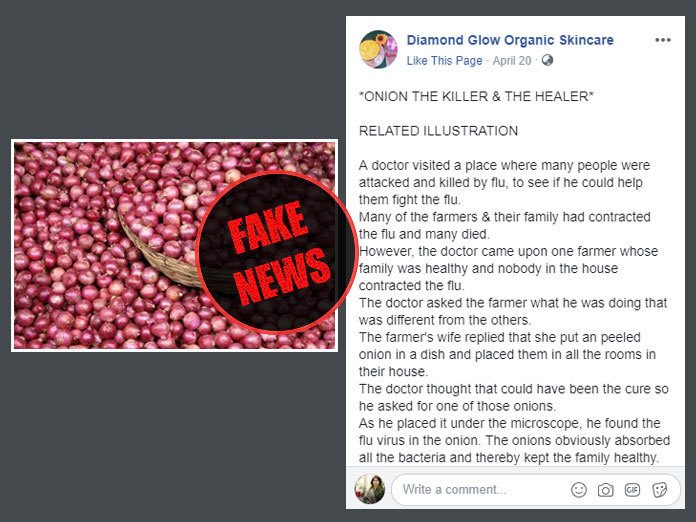 FAKE
NEWS
Diamond Glow Organic Skincare
Like This Page · April 20 ·
*ONION THE KILLER & THE HEALER*
RELATED ILLUSTRATION
A doctor visited a place where many people were
attacked and killed by flu, to see if he could help
them fight the flu.
Many of the farmers & their family had contracted
the flu and many died.
However, the doctor came upon one farmer whose
family was healthy and nobody in the house
contracted the flu.
The doctor asked the farmer what he was doing that
was different from the others.
The farmer's wife replied that she put an peeled
onion in a dish and placed them in all the rooms in
their house.
The doctor thought that could have been the cure so
he asked for one of those onions.
As he placed it under the microscope, he found the
flu virus in the onion. The onions obviously absorbed
all the bacteria and thereby kept the family healthy.
Write a comment...
GIF